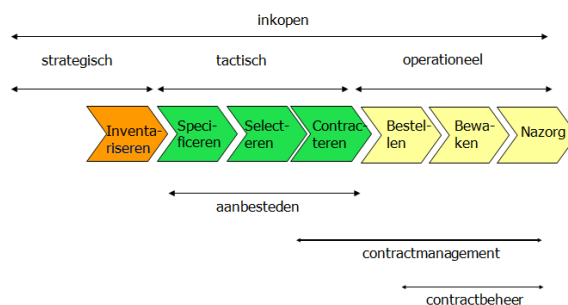 inkopen
strategisch
tactisch
operationeel
Inventa-
riseren
Speci-
ficeren
Select-
eren
Contrac-
teren
Bestel-
len
Bewa-
ken
Nazorg
aanbesteden
contractmanagement
contractbeheer